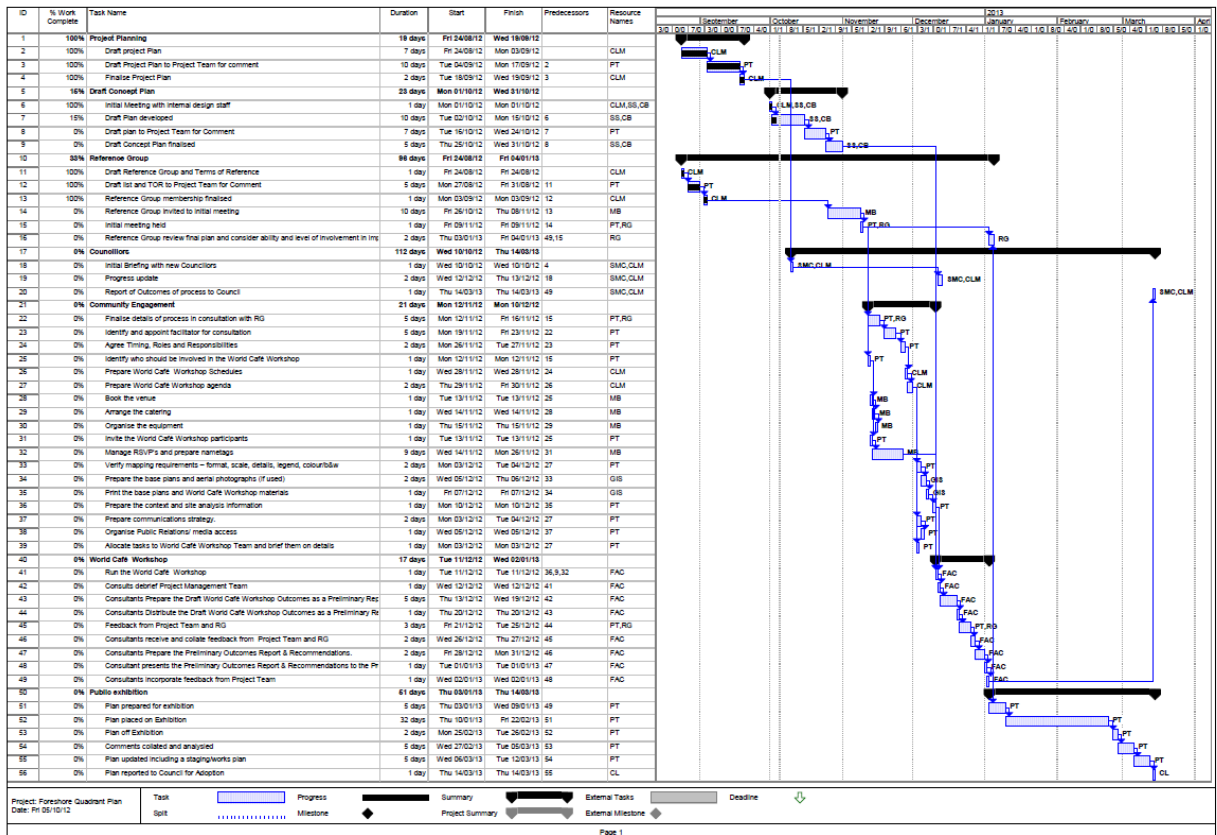 ID % Work Complete Task Name Duration Start Finish Predecessors Resource Names
2013
September October November December January February March April
1 100% Project Planning 19 days Fri 24/08/12 Wed 19/09/12
2 100% Draft project Plan 7 days Fri 24/08/12 Mon 03/09/12 CLM
3 100% Draft Project Plan to Project Team for comment 10 days Tue 04/09/12 Mon 17/09/12 2 PT
4 100% Finalise Project Plan 2 days Tue 18/09/12 Wed 19/09/12 3 CLM
5 16% Draft Concept Plan 23 days Mon 01/10/12 Wed 31/10/12
6 100% Initial Meeting with internal design staff 1 day Mon 01/10/12 Mon 01/10/12 CLM,SS,CB
7 15% Draft Plan developed 10 days Tue 02/10/12 Mon 15/10/12 6 SS,CB
8 0% Draft plan to Project Team for Comment 7 days Tue 16/10/12 Wed 24/10/12 7 PT
9 0% Draft Concept Plan finalised 5 days Thu 25/10/12 Wed 31/10/12 8 SS,CB
10 33% Reference Group 96 days Fri 24/08/12 Fri 04/01/13
11 100% Draft Reference Group and Terms of Reference 1 day Fri 24/08/12 Fri 24/08/12 CLM
12 100% Draft list and TOR to Project Team for Comment 5 days Mon 27/08/12 Fri 31/08/12 11 PT
13 100% Reference Group membership finalised 1 day Mon 03/09/12 Mon 03/09/12 12 CLM
14 0% Reference Group invited to initial meeting 10 days Fri 26/10/12 Thu 08/11/12 13 MB
15 0% Initial meeting held 1 day Fri 09/11/12 Fri 09/11/12 14 PT,RG
16 0% Reference Group review final plan and consider ability and level of involvement in imp 2 days Thu 03/01/13 Fri 04/01/13 49,15 RG
17 0% Councillors 112 days Wed 10/10/12 Thu 14/03/13
18 0% Initial Briefing with new Councillors 1 day Wed 10/10/12 Wed 10/10/12 4 SMC,CLM
19 0% Progress update 2 days Wed 12/12/12 Thu 13/12/12 18 SMC,CLM
20 0% Report of Outcomes of process to Council 1 day Thu 14/03/13 Thu 14/03/13 49 SMC,CLM
21 0% Community Engagement 21 days Mon 12/11/12 Mon 10/12/12
22 0% Finalise details of process in consultation with RG 5 days Mon 12/11/12 Fri 16/11/12 15 PT,RG
23 0% Identify and appoint facilitator for consultation 5 days Mon 19/11/12 Fri 23/11/12 22 PT
24 0% Agree Timing, Roles and Responsibilities 2 days Mon 26/11/12 Tue 27/11/12 23 PT
25 0% Identify who should be involved in the World Café Workshop 1 day Mon 12/11/12 Mon 12/11/12 15 PT
26 0% Prepare World Café Workshop Schedules 1 day Wed 28/11/12 Wed 28/11/12 24 CLM
27 0% Prepare World Café Workshop agenda 2 days Thu 29/11/12 Fri 30/11/12 26 CLM
28 0% Book the venue 1 day Tue 13/11/12 Tue 13/11/12 25 MB
29 0% Arrange the catering 1 day Wed 14/11/12 Wed 14/11/12 28 MB
30 0% Organise the equipment 1 day Thu 15/11/12 Thu 15/11/12 29 MB
31 0% Invite the World Café Workshop participants 1 day Tue 13/11/12 Tue 13/11/12 25 PT
32 0% Manage RSVP's and prepare nametags 9 days Wed 14/11/12 Mon 26/11/12 31 MB
33 0% Verify mapping requirements – format, scale, details, legend, colour/b&w 2 days Mon 03/12/12 Tue 04/12/12 27 PT
34 0% Prepare the base plans and aerial photographs (if used) 2 days Wed 05/12/12 Thu 06/12/12 33 GIS
35 0% Print the base plans and World Café Workshop materials 1 day Fri 07/12/12 Fri 07/12/12 34 GIS
36 0% Prepare the context and site analysis information 1 day Mon 10/12/12 Mon 10/12/12 35 PT
37 0% Prepare communications strategy. 2 days Mon 03/12/12 Tue 04/12/12 27 PT
38 0% Organise Public Relations/ media access 1 day Wed 05/12/12 Wed 05/12/12 37 PT
39 0% Allocate tasks to World Café Workshop Team and brief them on details 1 day Mon 03/12/12 Mon 03/12/12 27 PT
40 0% World Café Workshop 17 days Tue 11/12/12 Wed 02/01/13
41 0% Run the World Café Workshop 1 day Tue 11/12/12 Tue 11/12/12 36,9,32 FAC
42 0% Consults debrief Project Management Team 1 day Wed 12/12/12 Wed 12/12/12 41 FAC
43 0% Consultants Prepare the Draft World Café Workshop Outcomes as a Preliminary Rep 5 days Thu 13/12/12 Wed 19/12/12 42 FAC
44 0% Consultants Distribute the Draft World Café Workshop Outcomes as a Preliminary Re 1 day Thu 20/12/12 Thu 20/12/12 43 FAC
45 0% Feedback from Project Team and RG 3 days Fri 21/12/12 Tue 25/12/12 44 PT,RG
46 0% Consultants receive and collate feedback from Project Team and RG 2 days Wed 26/12/12 Thu 27/12/12 45 FAC
47 0% Consultants Prepare the Preliminary Outcomes Report & Recommendations. 2 days Fri 28/12/12 Mon 31/12/12 46 FAC
48 0% Consultant presents the Preliminary Outcomes Report & Recommendations to the Pr 1 day Tue 01/01/13 Tue 01/01/13 47 FAC
49 0% Consultants incorporate feedback from Project Team 1 day Wed 02/01/13 Wed 02/01/13 48 FAC
50 0% Public exhibition 51 days Thu 03/01/13 Thu 14/03/13
51 0% Plan prepared for exhibition 5 days Thu 03/01/13 Wed 09/01/13 49 PT
52 0% Plan placed on Exhibition 32 days Thu 10/01/13 Fri 22/02/13 51 PT
53 0% Plan off Exhibition 2 days Mon 25/02/13 Tue 26/02/13 52 PT
54 0% Comments collated and analysied 5 days Wed 27/02/13 Tue 05/03/13 53 PT
55 0% Plan updated including a staging/works plan 5 days Wed 06/03/13 Tue 12/03/13 54 PT
56 0% Plan reported to Council for Adoption 1 day Thu 14/03/13 Thu 14/03/13 55 CL
Project: Foreshore Quadrant Plan
Date: Fri 05/10/12
Task Progress Summary External Tasks Deadline
Split Milestone Project Summary External Milestone
Page 1